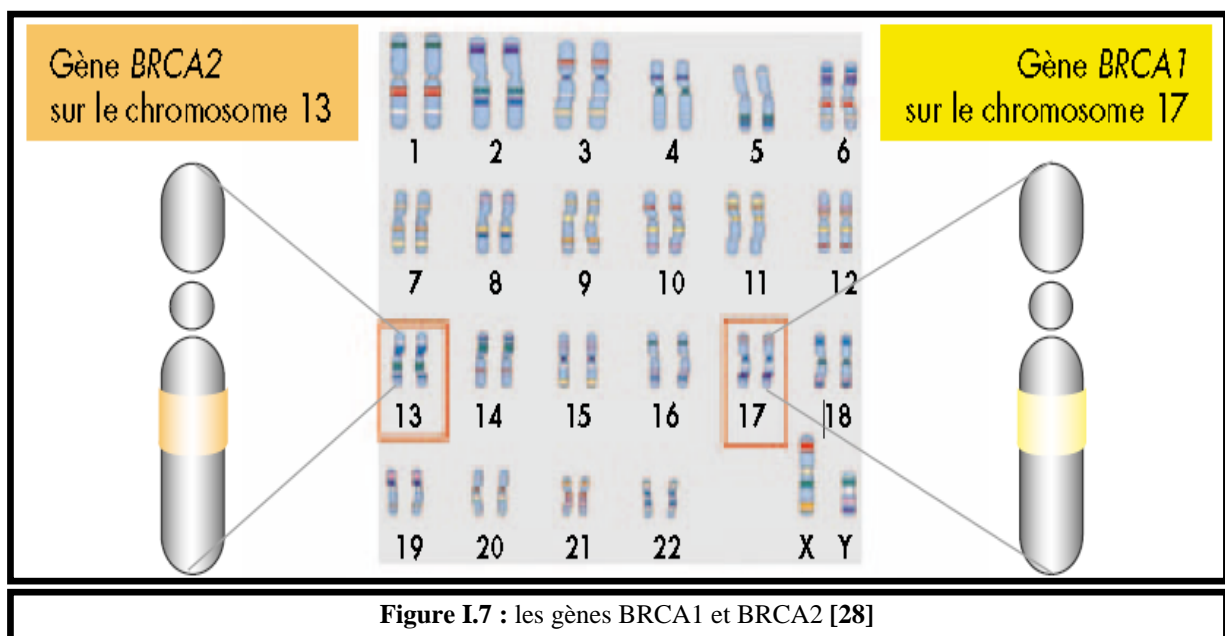 Gène BRCA2
sur le chromosome 13
Gène BRCA1
sur le chromosome 17
1 2 3 4 5 6
7 8 9 10 11 12
13 14 15 16 17 18
19 20 21 22 X Y
Figure I.7 : les gènes BRCA1 et BRCA2 [28]